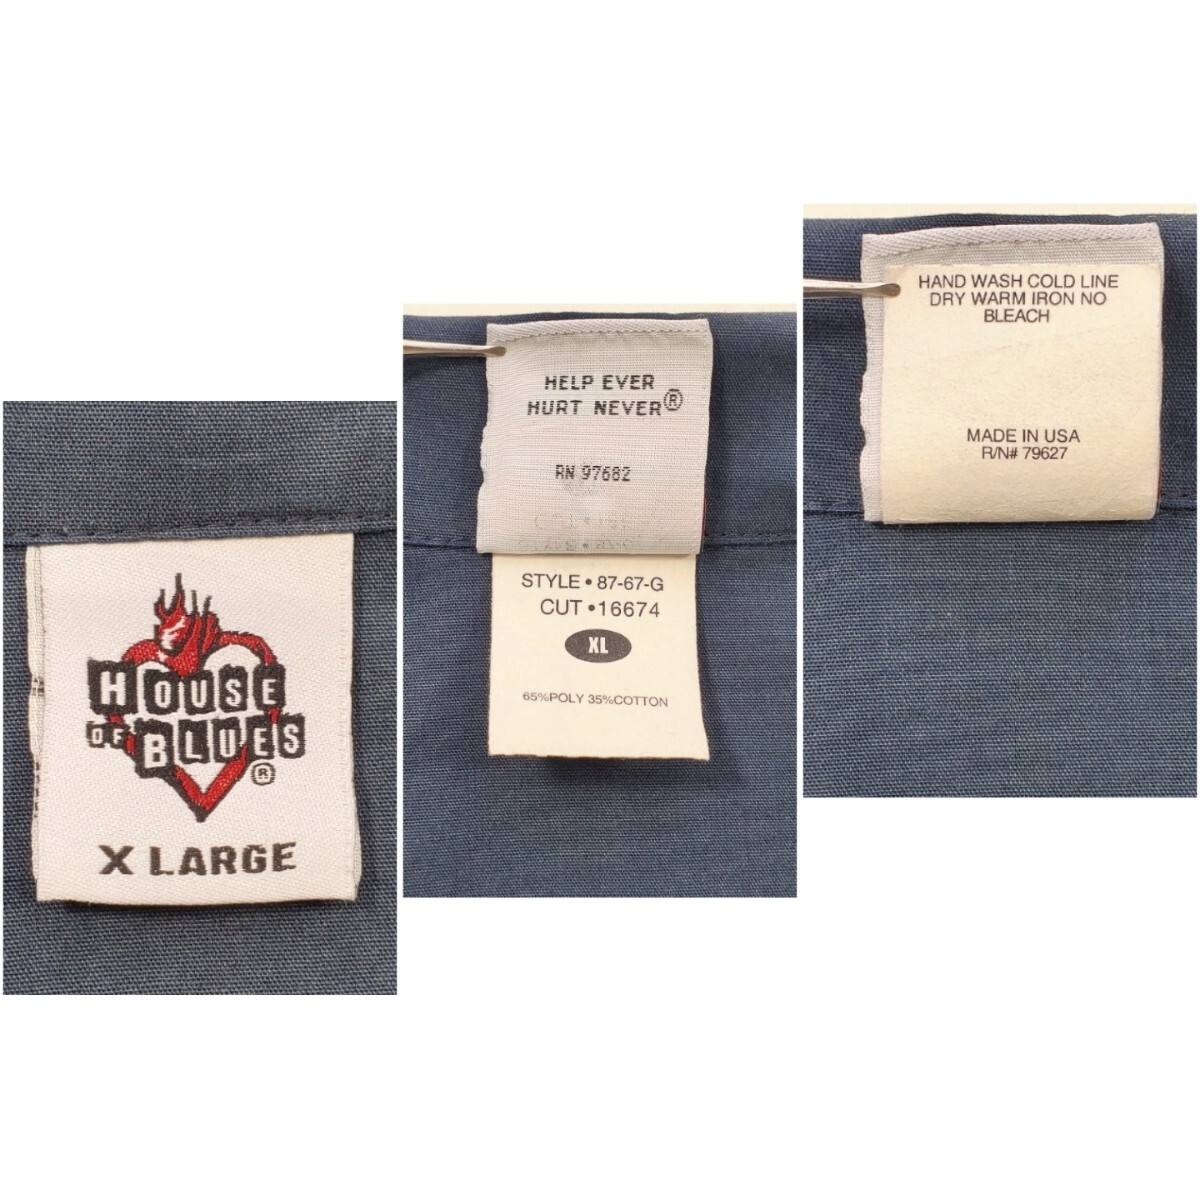 HOUSE
OF BLUES
®
X LARGE
HELP EVER
HURT NEVER®
RN 97682
STYLE • 87-67-G
CUT • 16674
XL
65%POLY 35%COTTON
HAND WASH COLD LINE
DRY WARM IRON NO
BLEACH
MADE IN USA
R/N# 79627